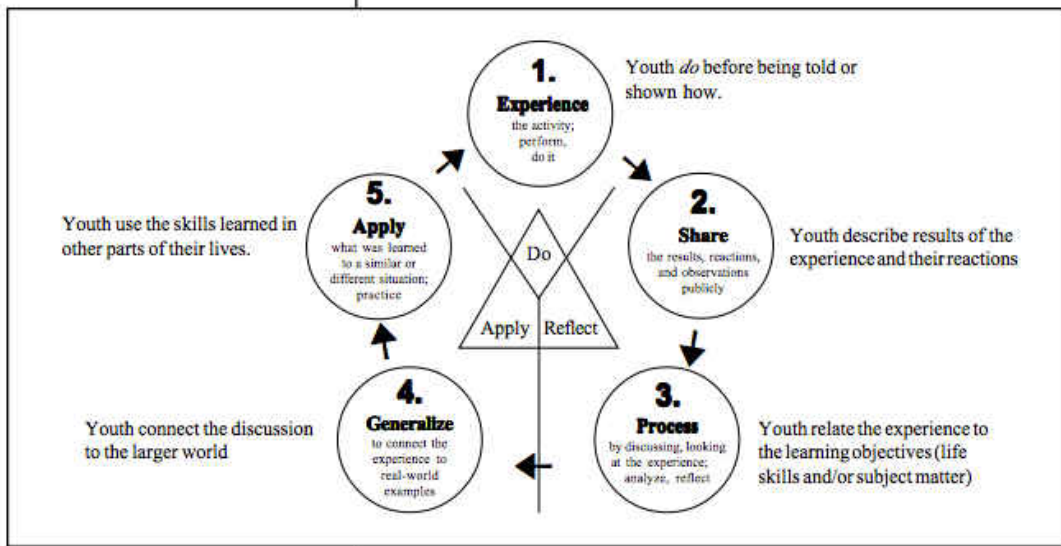 1.
Experience
the activity;
perform,
do it
Youth do before being told or
shown how.
2.
Share
the results, reactions,
and observations
publicly
Youth describe results of the
experience and their reactions
3.
Process
by discussing, looking
at the experience;
analyze, reflect
Youth relate the experience to
the learning objectives (life
skills and/or subject matter)
4.
Generalize
to connect the
experience to
real-world
examples
Youth connect the discussion
to the larger world
5.
Apply
what was learned
to a similar or
different situation;
practice
Youth use the skills learned in
other parts of their lives.
Do
Apply
Reflect